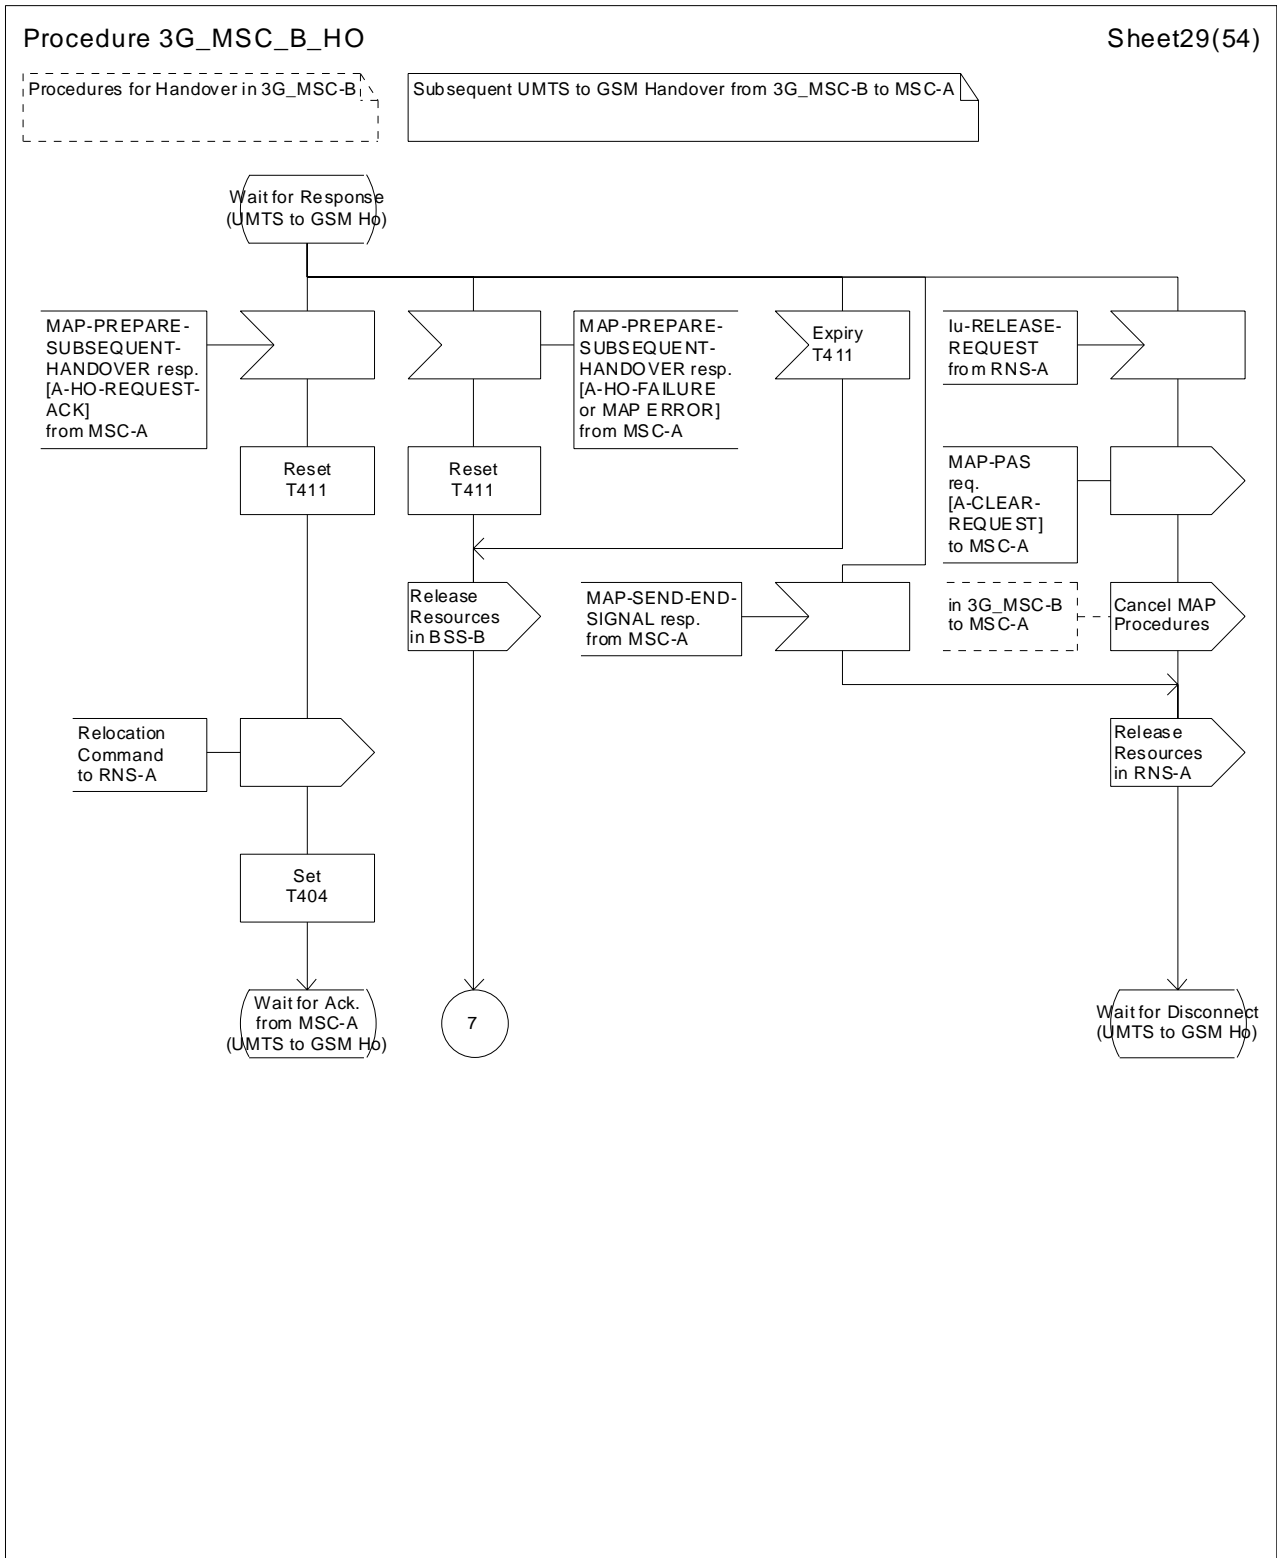 Procedure 3G_MSC_B_HO
Sheet29(54)
Procedures for Handover in 3G_MSC-B
Subsequent UMTS to GSM Handover from 3G_MSC-B to MSC-A
Wait for Response
(UMTS to GSM Ho)
MAP-PREPARE-
SUBSEQUENT-
HANDOVER resp.
[A-HO-REQUEST-
ACK]
from MSC-A
MAP-PREPARE-
SUBSEQUENT-
HANDOVER resp.
[A-HO-FAILURE
or MAP ERROR]
from MSC-A
Expiry
T411
Iu-RELEASE-
REQUEST
from RNS-A
Reset
T411
Reset
T411
MAP-PAS
req.
[A-CLEAR-
REQUEST]
to MSC-A
Release
Resources
in BSS-B
MAP-SEND-END-
SIGNAL resp.
from MSC-A
in 3G_MSC-B
to MSC-A
Cancel MAP
Procedures
Relocation
Command
to RNS-A
Release
Resources
in RNS-A
Set
T404
Wait for Ack.
from MSC-A
(UMTS to GSM Ho)
7
Wait for Disconnect
(UMTS to GSM Ho)